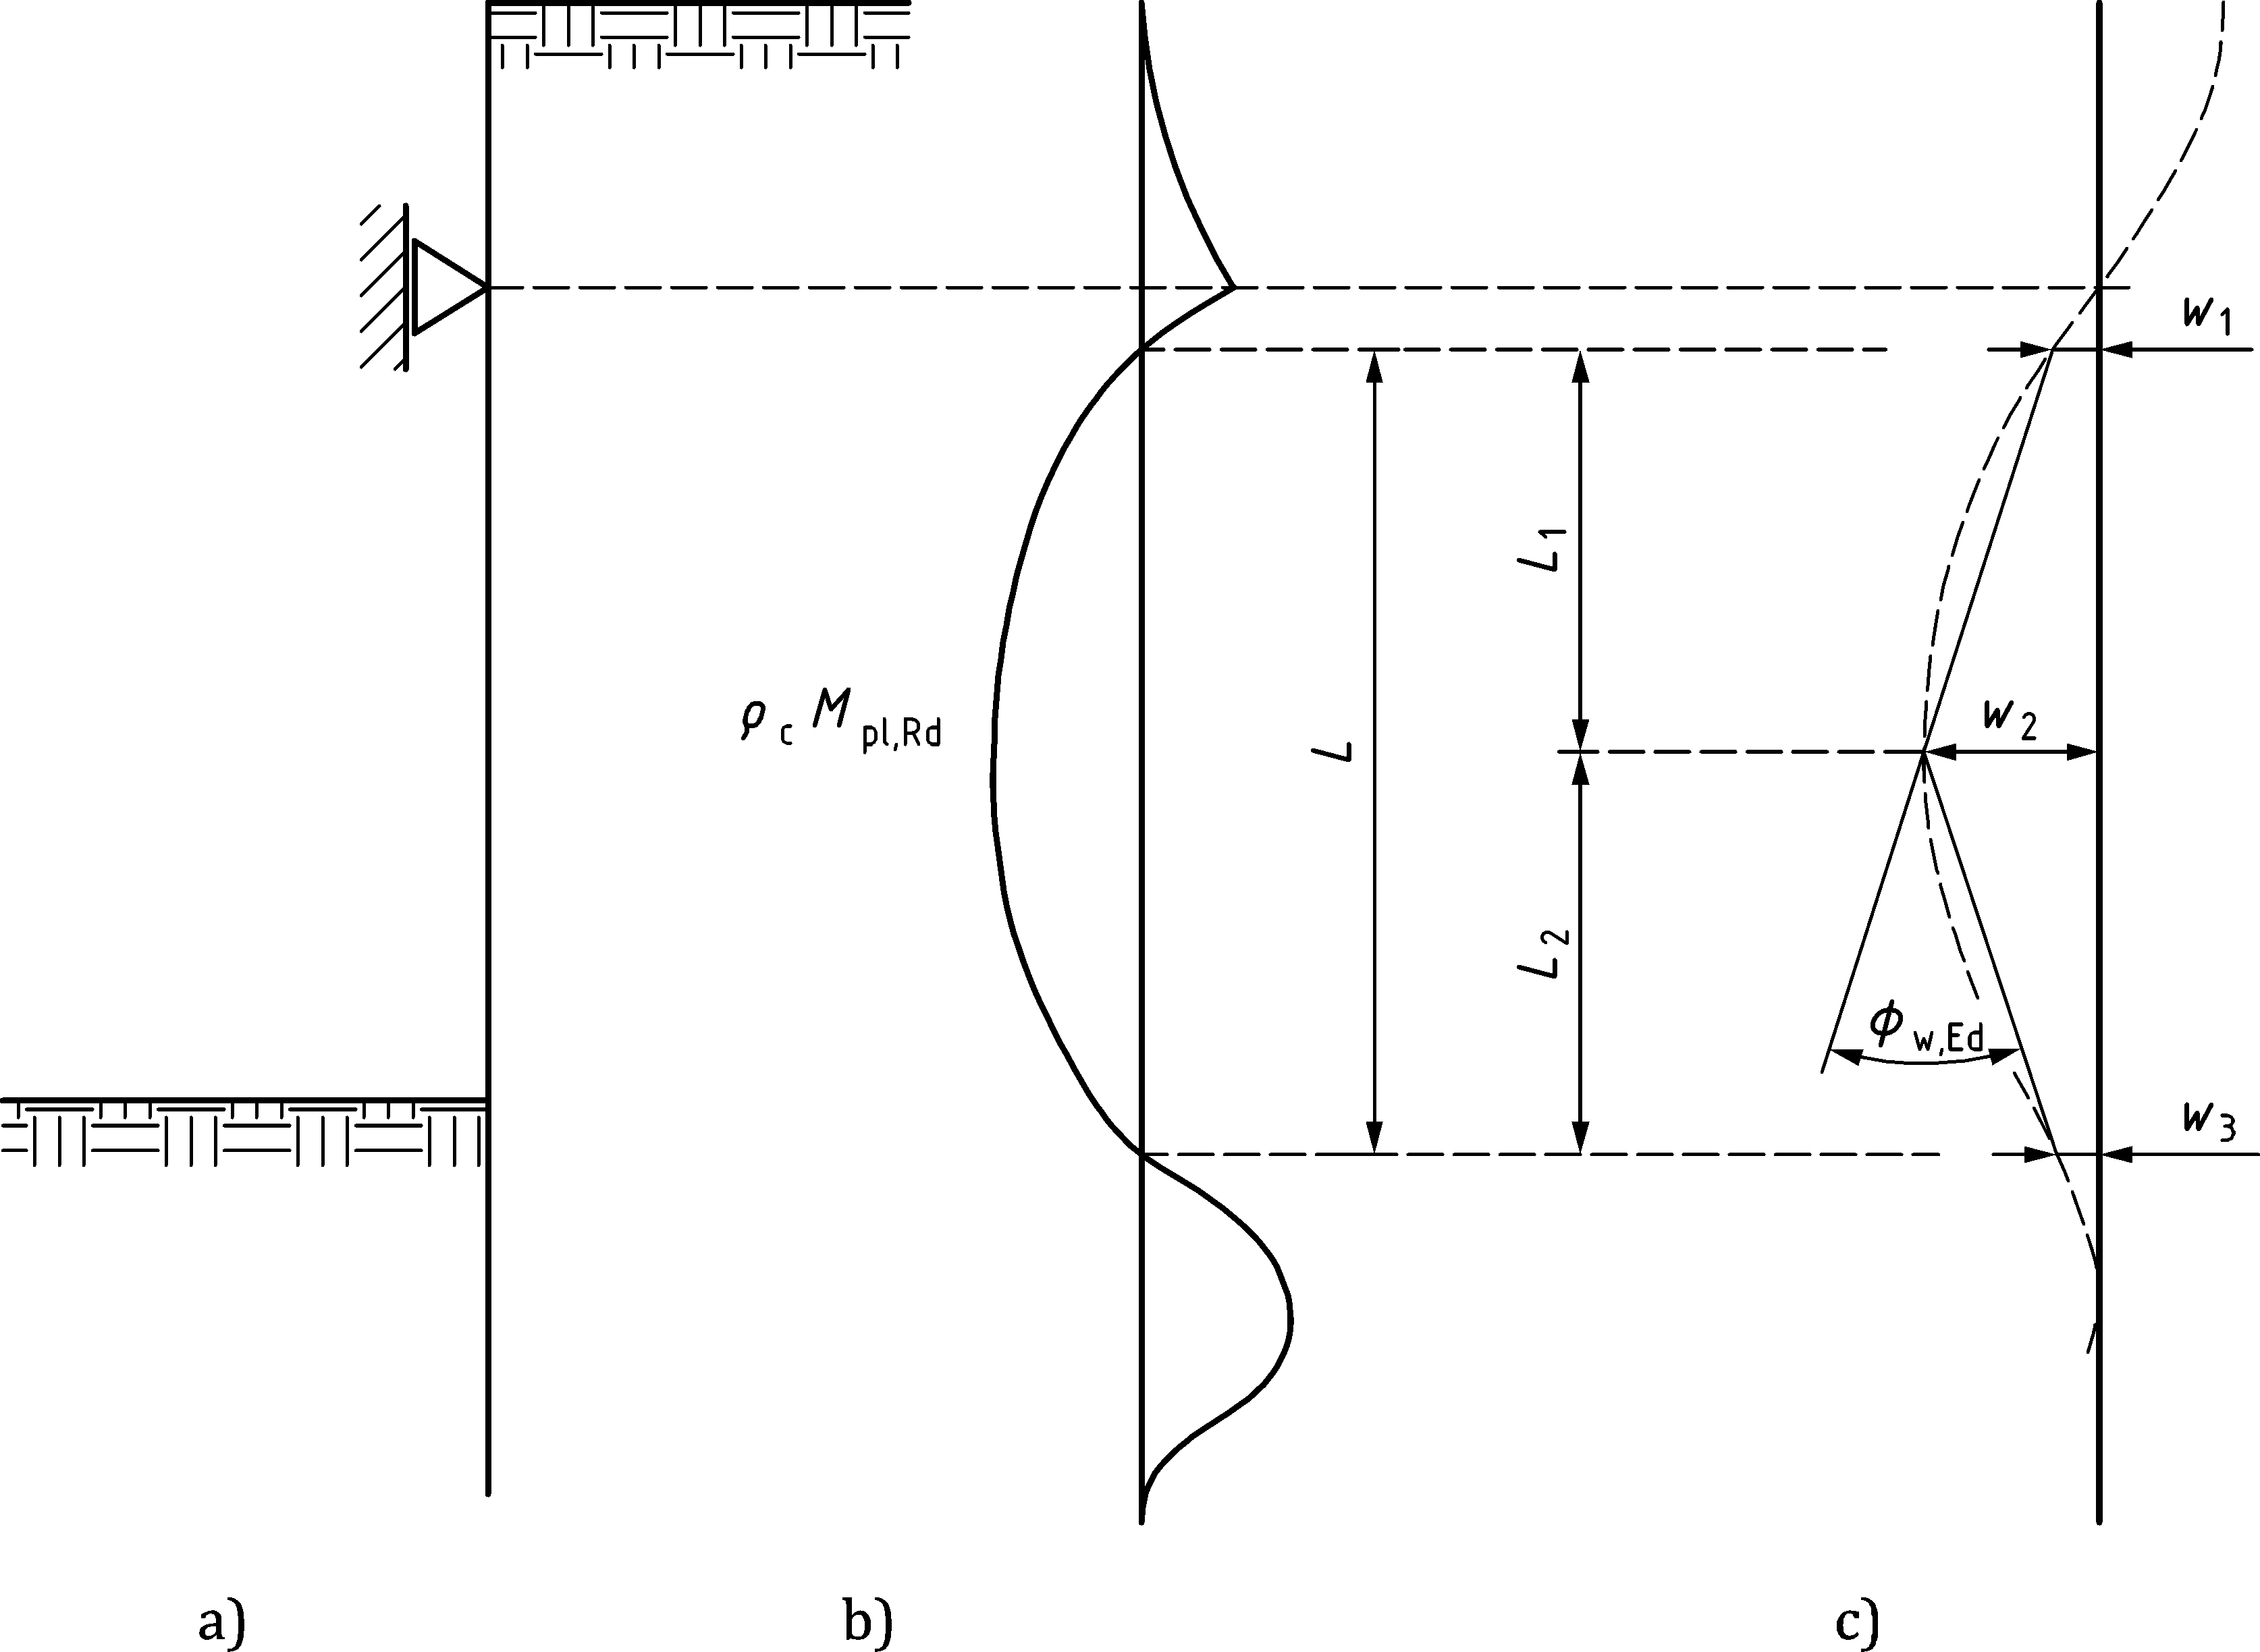 w1
L1
ρc Mpl,Rd
L
w2
L2
ϕw,Ed
w3
a)
b)
c)